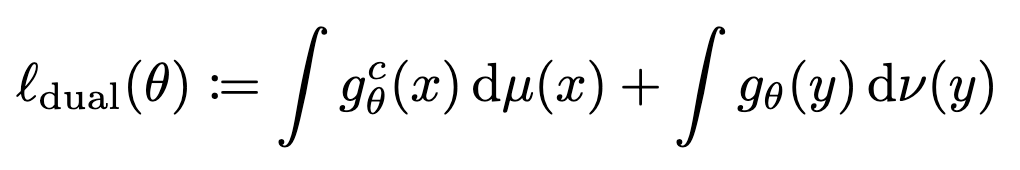 ℓ_dual(θ) := ∫ g_θ^c(x) dμ(x) + ∫ g_θ(y) dν(y)